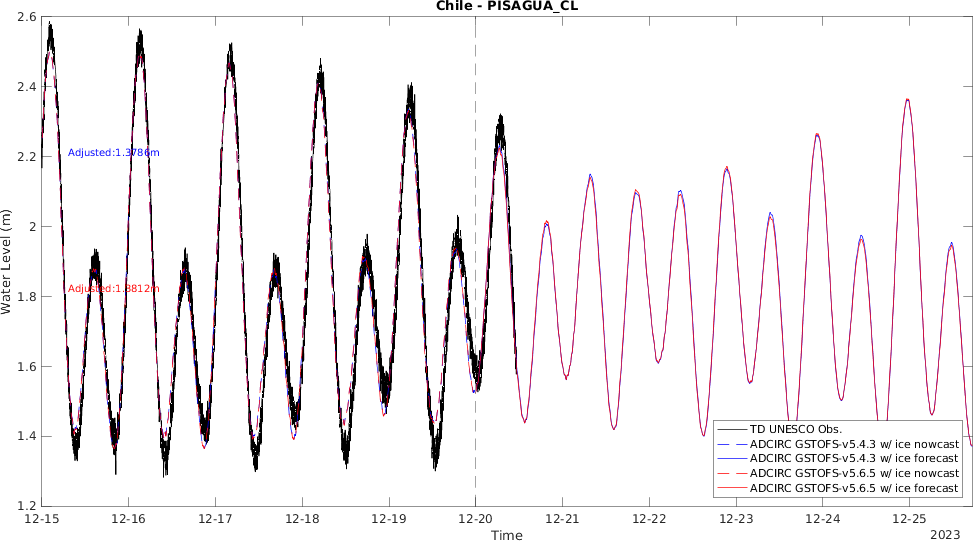 Chile - PISAGUA_CL
2.6
2.4
2.2
2
1.8
1.6
1.4
1.2
Water Level (m)
Adjusted:1.3786m
Adjusted:1.3812m
TD UNESCO Obs.
ADCIRC GSTOFS-v5.4.3 w/ ice nowcast
ADCIRC GSTOFS-v5.4.3 w/ ice forecast
ADCIRC GSTOFS-v5.6.5 w/ ice nowcast
ADCIRC GSTOFS-v5.6.5 w/ ice forecast
12-15 12-16 12-17 12-18 12-19 12-20 12-21 12-22 12-23 12-24 12-25
Time
2023